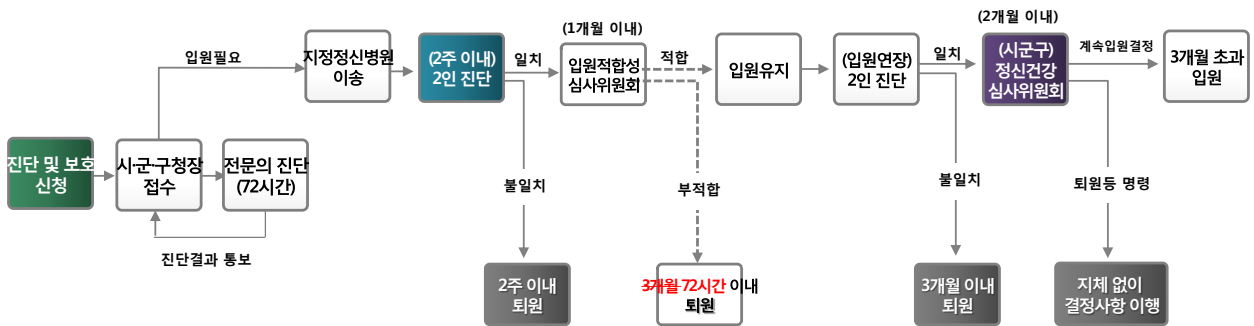 진단 및 보호
신청
시·군·구청장
접수
전문의 진단
(72시간)
진단결과 통보
입원필요
지정정신병원
이송
(2주 이내)
2인 진단
일치
불일치
2주 이내
퇴원
(1개월 이내)
입원적합성
심사위원회
적합
부적합
3개월 72시간 이내
퇴원
입원유지
(입원연장)
2인 진단
일치
불일치
3개월 이내
퇴원
(2개월 이내)
(시군구)
정신건강
심사위원회
계속입원결정
퇴원등 명령
지체 없이
결정사항 이행
3개월 초과
입원